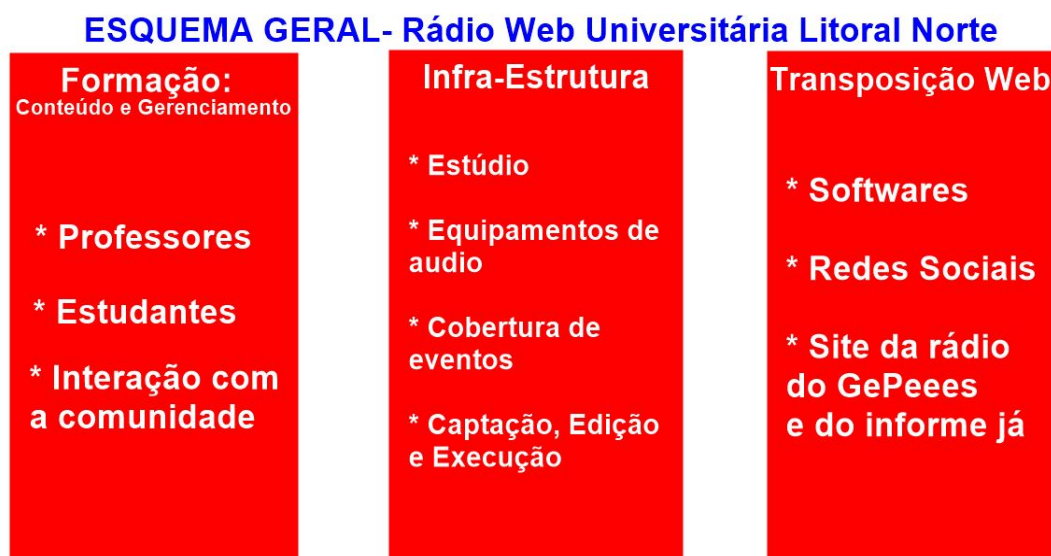 ESQUEMA GERAL- Rádio Web Universitária Litoral Norte
Formação:
Conteúdo e Gerenciamento
* Professores
* Estudantes
* Interação com
a comunidade
Infra-Estrutura
* Estúdio
* Equipamentos de
audio
* Cobertura de
eventos
* Captação, Edição
e Execução
Transposição Web
* Softwares
* Redes Sociais
* Site da rádio
do GePeees
e do informe já